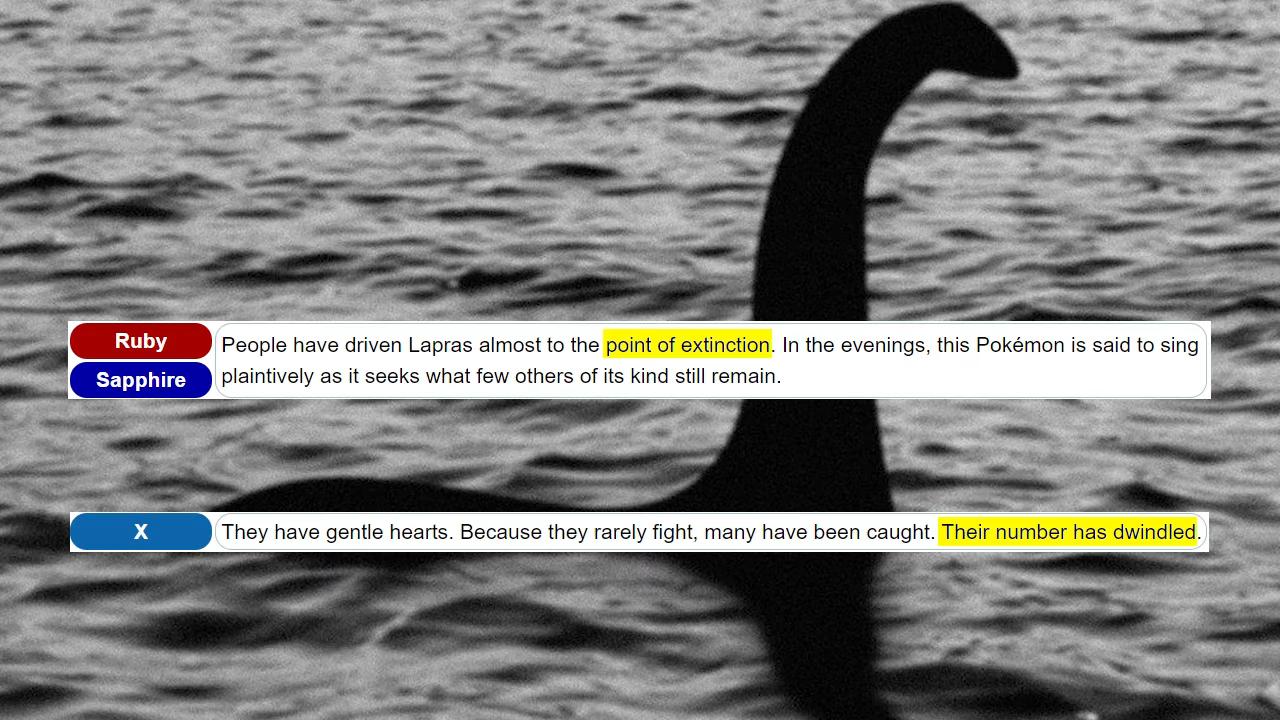 Ruby
Sapphire
People have driven Lapras almost to the point of extinction. In the evenings, this Pokémon is said to sing
plaintively as it seeks what few others of its kind still remain.
X
They have gentle hearts. Because they rarely fight, many have been caught. Their number has dwindled.